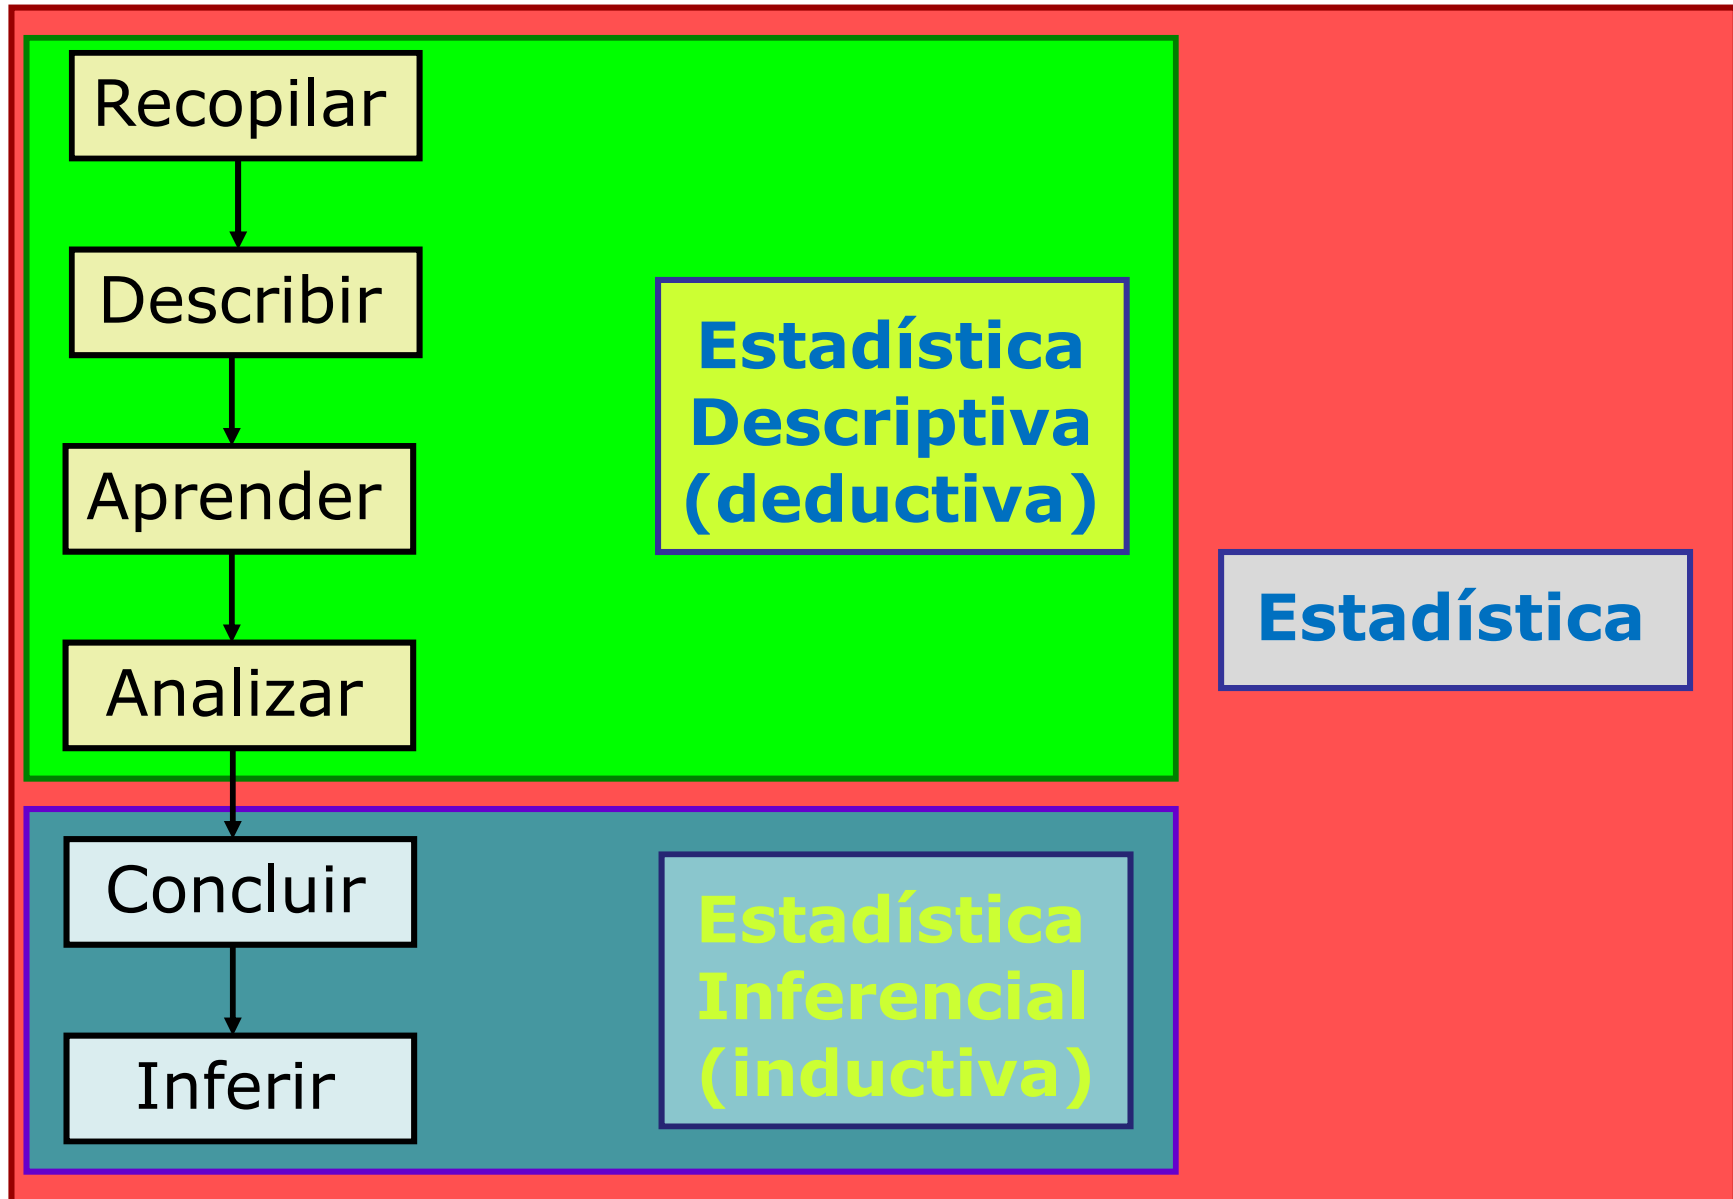 Recopilar
Describir
Aprender
Analizar
Estadística
Descriptiva
(deductiva)
Concluir
Inferir
Estadística
Inferencial
(inductiva)
Estadística